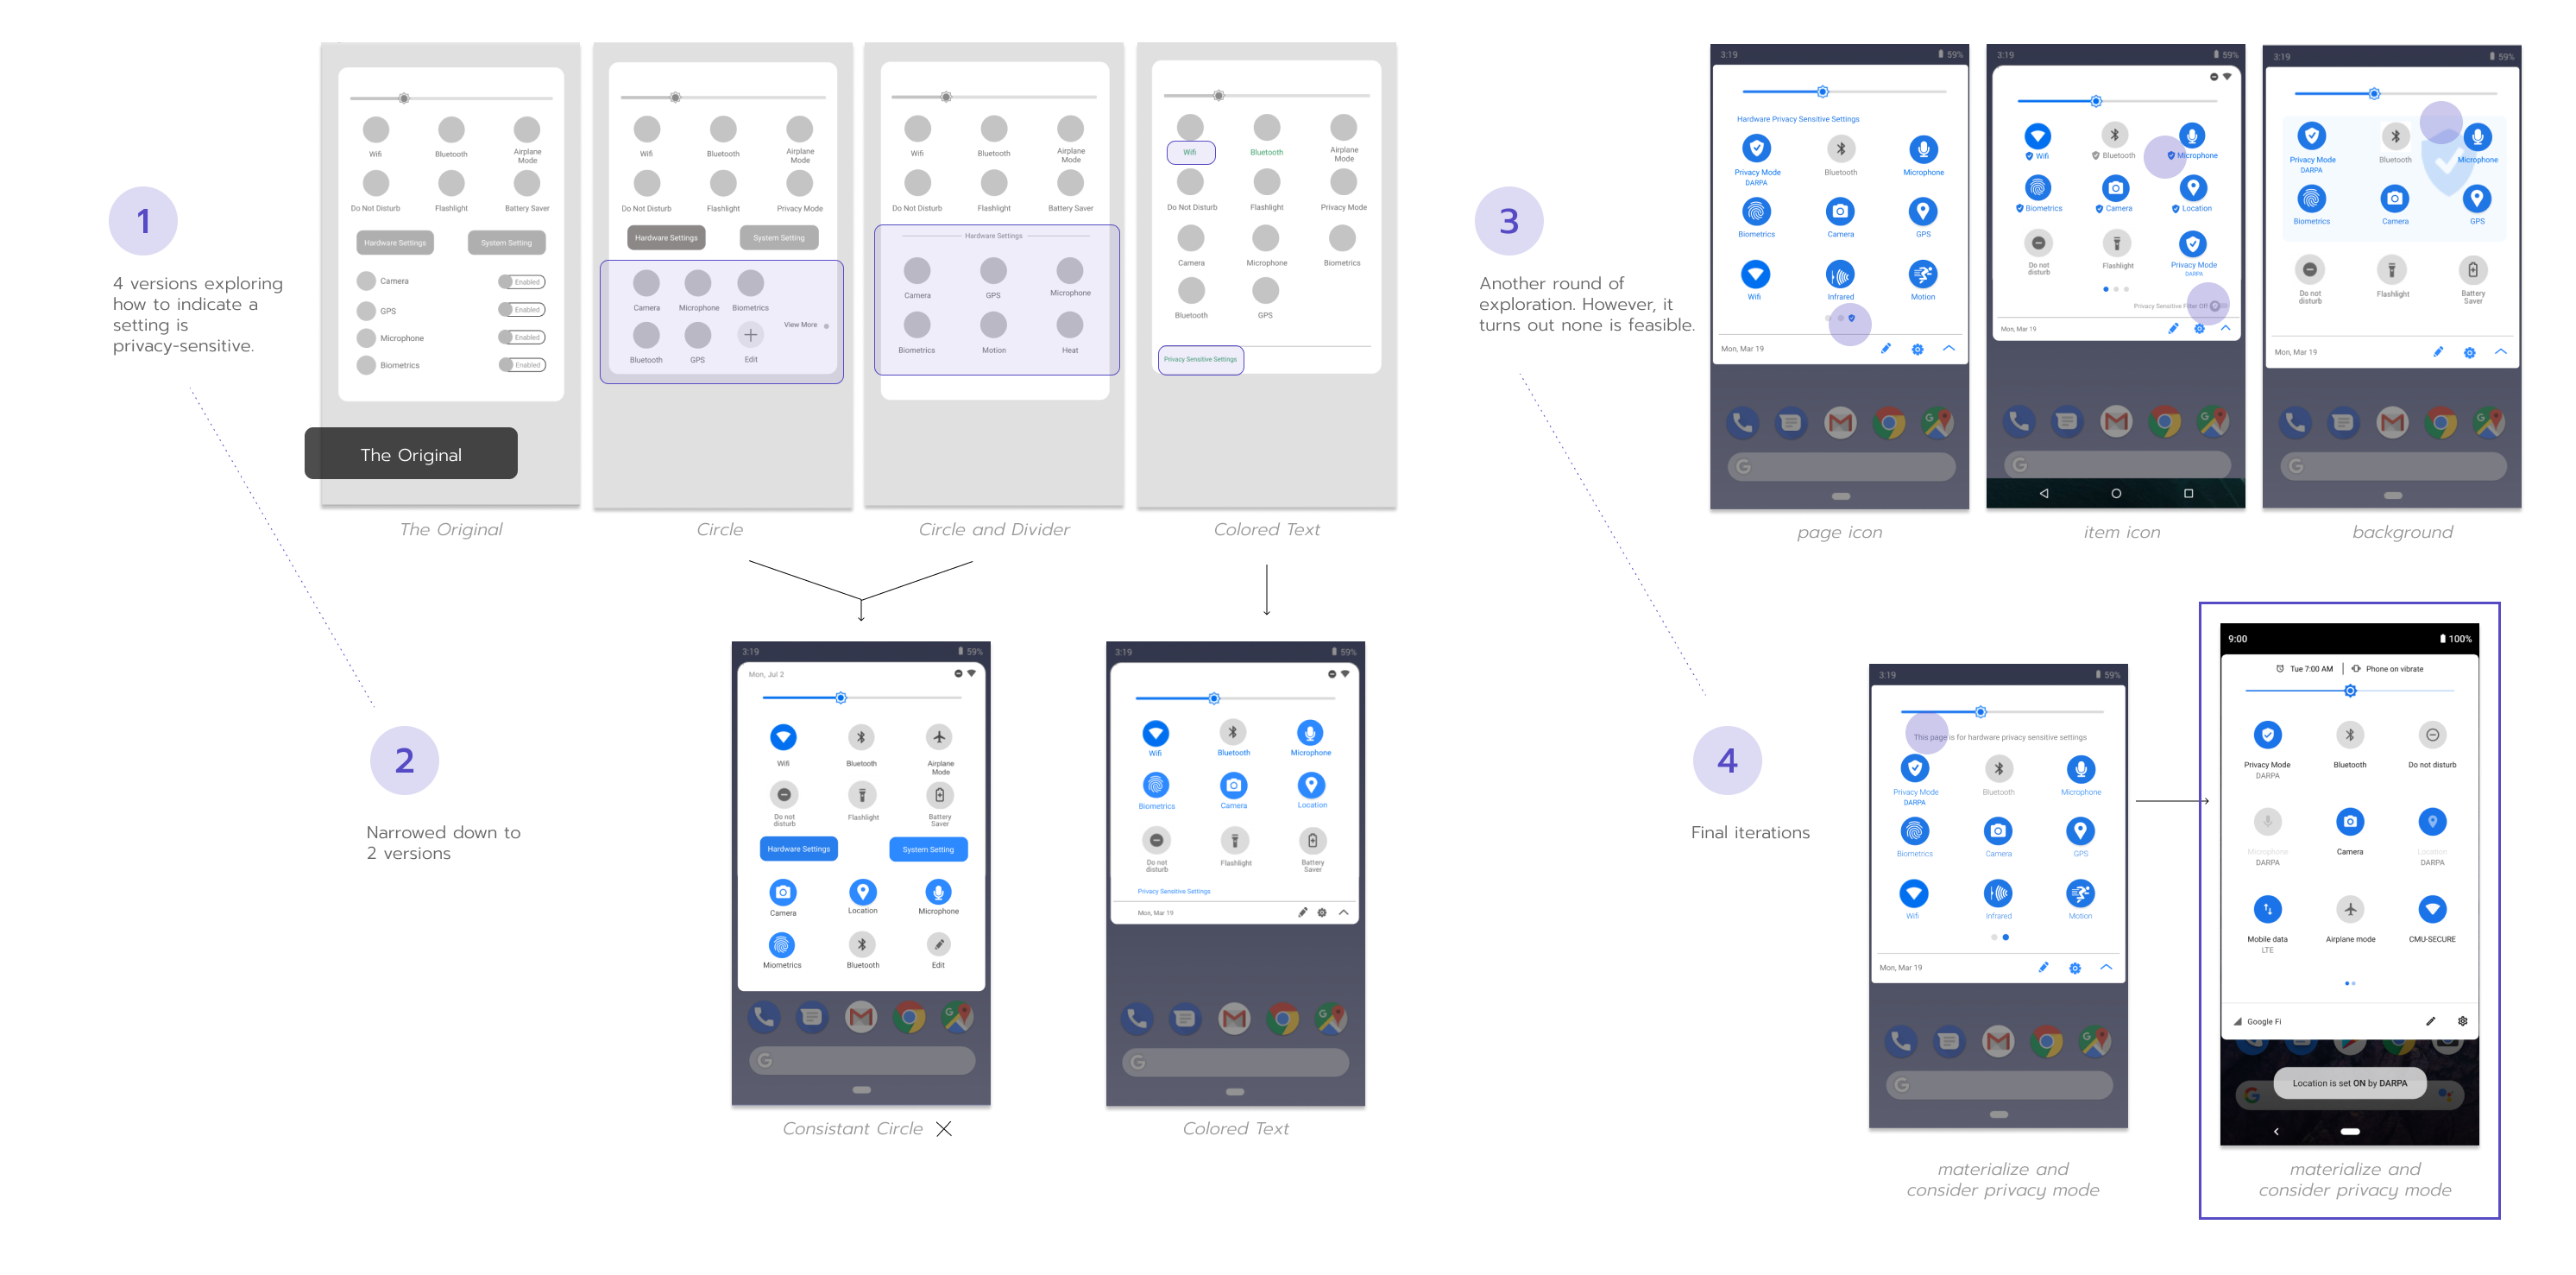 1
4 versions exploring
how to indicate a
setting is
privacy-sensitive.
Wifi
Bluetooth
Airplane
Mode
Do Not Disturb
Flashlight
Battery Saver
Hardware Settings
System Setting
Camera
Enabled
GPS
Enabled
Microphone
Enabled
Biometrics
Enabled
The Original
The Original
Wifi
Bluetooth
Airplane
Mode
Do Not Disturb
Flashlight
Privacy Mode
Hardware Settings
System Setting
Camera
Microphone
Biometrics
View More
Bluetooth
GPS
Edit
Circle
Wifi
Bluetooth
Airplane
Mode
Do Not Disturb
Flashlight
Battery Saver
Hardware Settings
Camera
GPS
Microphone
Biometrics
Motion
Heat
Circle and Divider
Wifi
Bluetooth
Airplane
Mode
Do Not Disturb
Flashlight
Privacy Mode
Camera
Microphone
Biometrics
Bluetooth
GPS
Privacy Sensitive Settings
Colored Text
2
Narrowed down to
2 versions
3:19
59%
Mon, Jul 2
Wifi
Bluetooth
Airplane
Mode
Do not
disturb
Flashlight
Battery
Saver
Hardware Settings
System Setting
Camera
Location
Microphone
Miometrics
Bluetooth
Edit
G
Consistant Circle
3:19
59%
Wifi
Bluetooth
Microphone
Biometrics
Camera
Location
Do not
disturb
Flashlight
Battery
Saver
Privacy Sensitive Settings
Mon, Mar 19
G
Colored Text
3
Another round of
exploration. However, it
turns out none is feasible.
3:19
59%
Hardware Privacy Sensitive Settings
Privacy Mode
DARPA
Bluetooth
Microphone
Biometrics
Camera
GPS
Wifi
Infrared
Motion
Mon, Mar 19
G
page icon
3:19
59%
Wifi
Bluetooth
Microphone
Biometrics
Camera
Location
Do not
disturb
Flashlight
Privacy Mode
DARPA
Privacy Sensitive Filter Off
Mon, Mar 19
G
item icon
3:19
59%
Privacy Mode
DARPA
Bluetooth
Microphone
Biometrics
Camera
GPS
Do not
disturb
Flashlight
Battery
Saver
Mon, Mar 19
G
background
4
Final iterations
3:19
59%
This page is for hardware privacy sensitive settings
Privacy Mode
DARPA
Bluetooth
Microphone
Biometrics
Camera
GPS
Wifi
Infrared
Motion
Mon, Mar 19
G
materialize and
consider privacy mode
9:00
100%
Tue 7:00 AM
Phone on vibrate
Privacy Mode
DARPA
Bluetooth
Do not disturb
Microphone
DARPA
Camera
Location
DARPA
Mobile data
LTE
Airplane mode
CMU-SECURE
Google Fi
Location is set ON by DARPA
G
materialize and
consider privacy mode